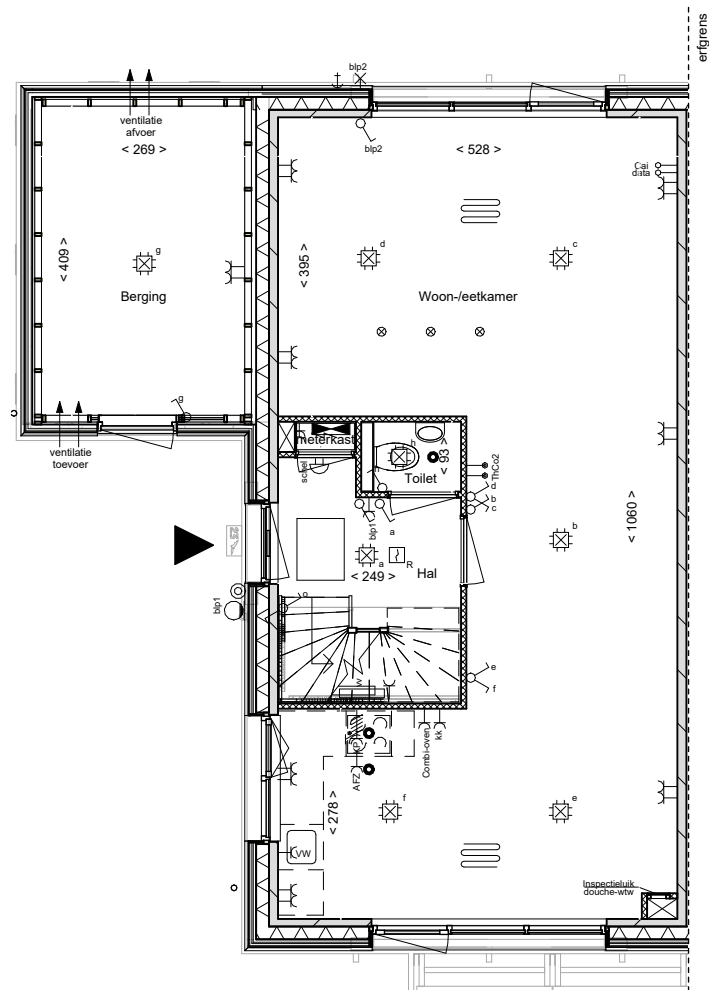 erfgrens
blp2
ventilatie
afvoer
< 269 >
blp2
< 528 >
Cai
data
< 409 >
g
< 395 >
d
c
Berging
Woon-/eetkamer
g
ventilatie
toevoer
meterkast
schel
h
Toilet
< 93 >
h
ThCo2
d
b
c
blp1
a
< 1060 >
b
a
R
< 249 >
Hal
blp1
o
e
f
W
KP
AFZ
Combi-oven
kk
< 278 >
f
e
VW
Inspectieluik
douche-wtw